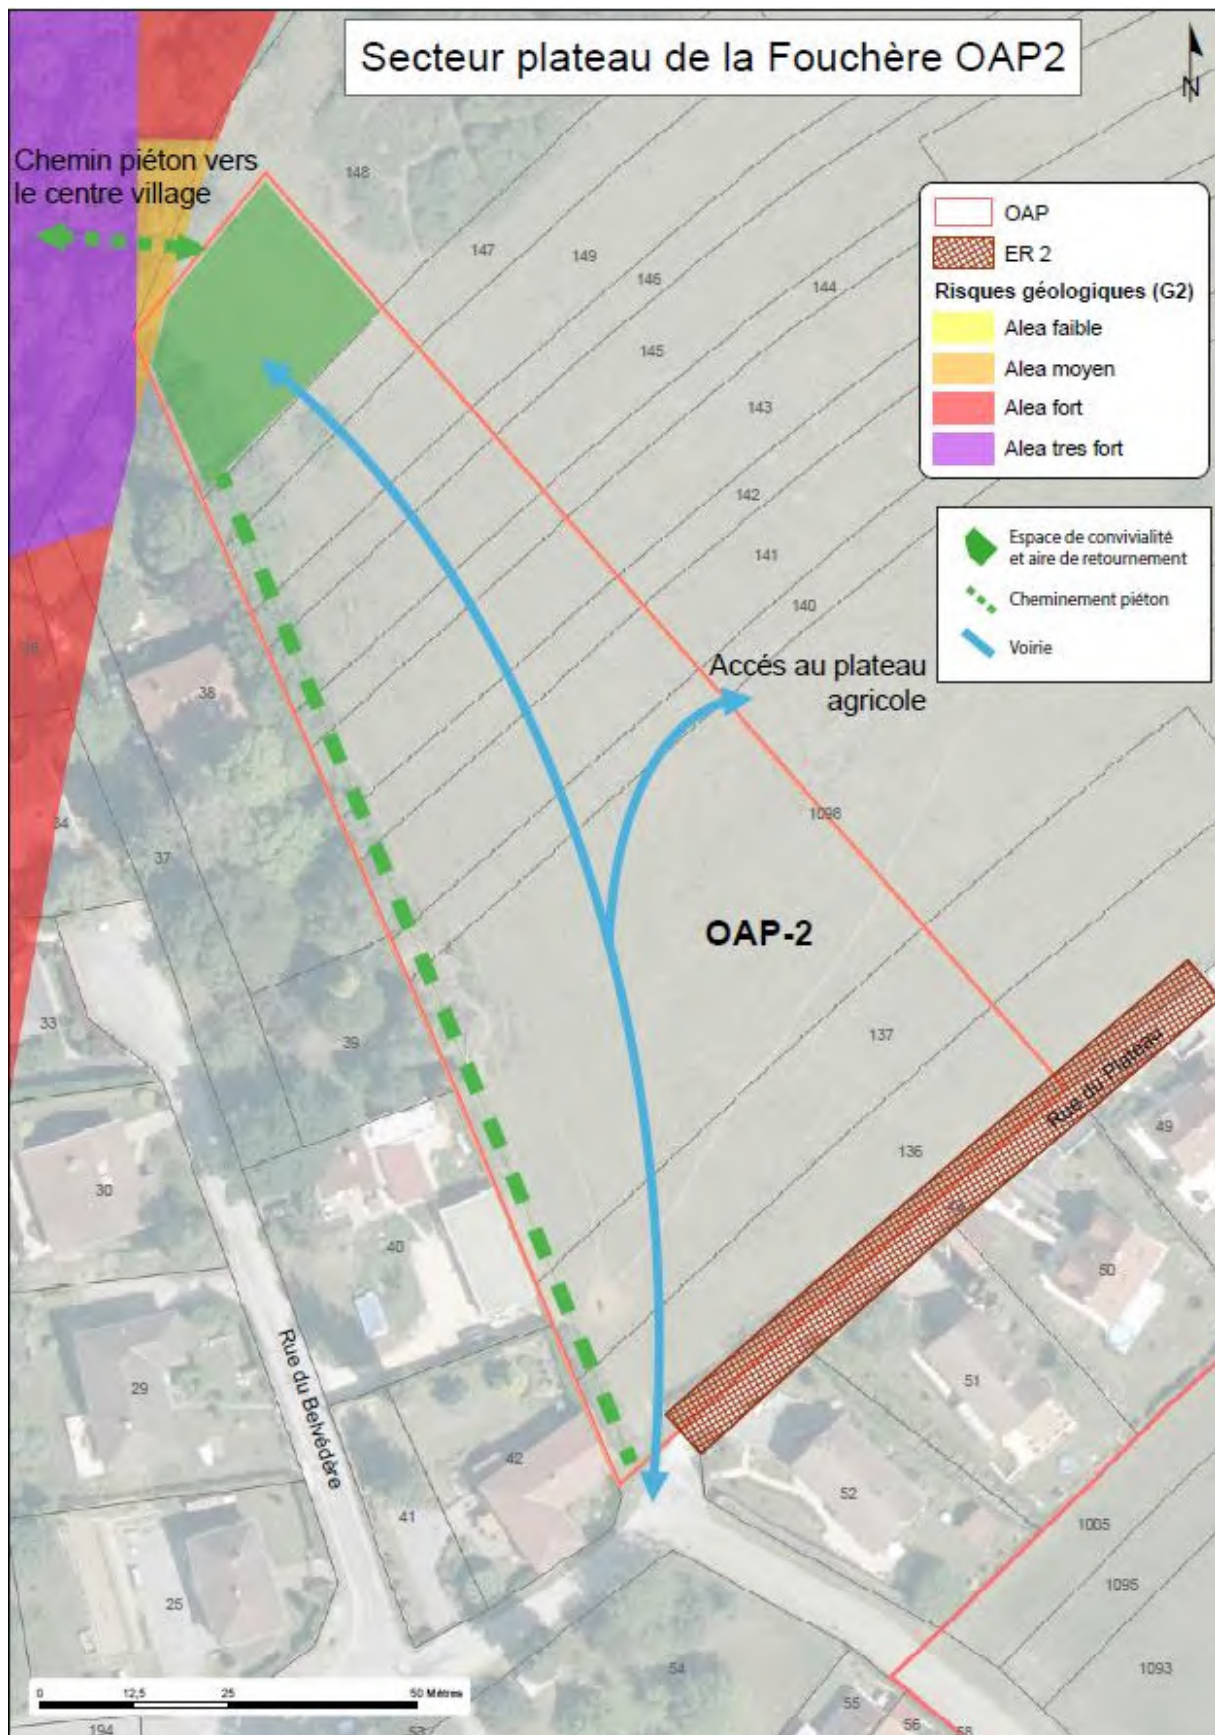 Secteur plateau de la Fouchère OAP2
N
Chemin piéton vers
le centre village
148
147
149
146
144
145
143
142
141
140
OAP
ER 2
Risques géologiques (G2)
Alea faible
Alea moyen
Alea fort
Alea tres fort
Espace de convivialité
et aire de retournement
Cheminement piéton
Voirie
Accés au plateau
agricole
38
34
37
1098
OAP-2
33
39
137
Rue du Plateau
49
136
30
40
50
Rue du Belvédère
29
51
42
52
41
1005
25
1095
54
1093
0
12,5
25
50 Mètres
55
56
58
194
53